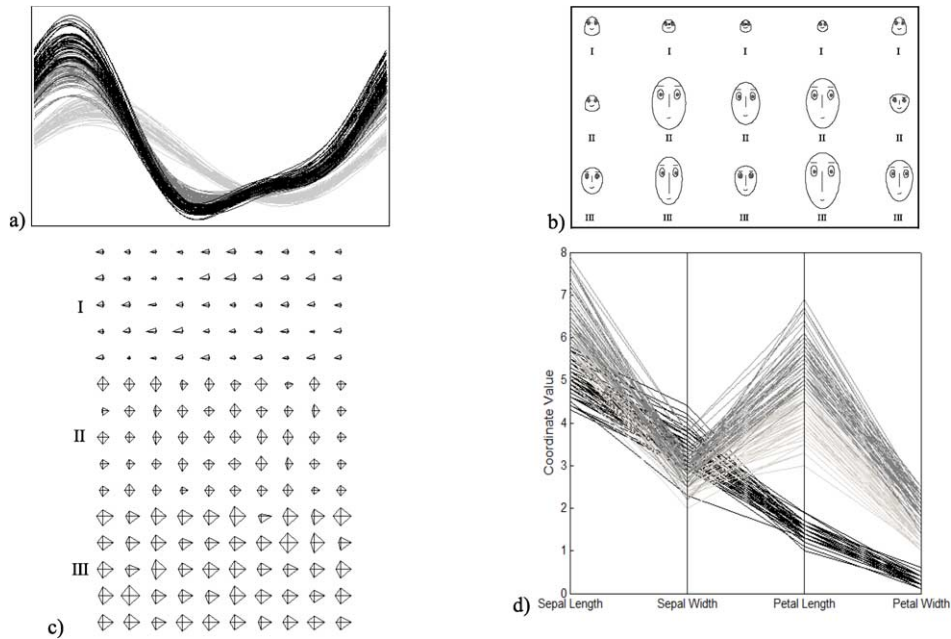 a)
I I I I I
II II II II II
III III III III III
b)
I
II
III
c)
8
7
6
5
4
3
2
1
0
Coordinate Value
Sepal Length Sepal Width Petal Length Petal Width
d)